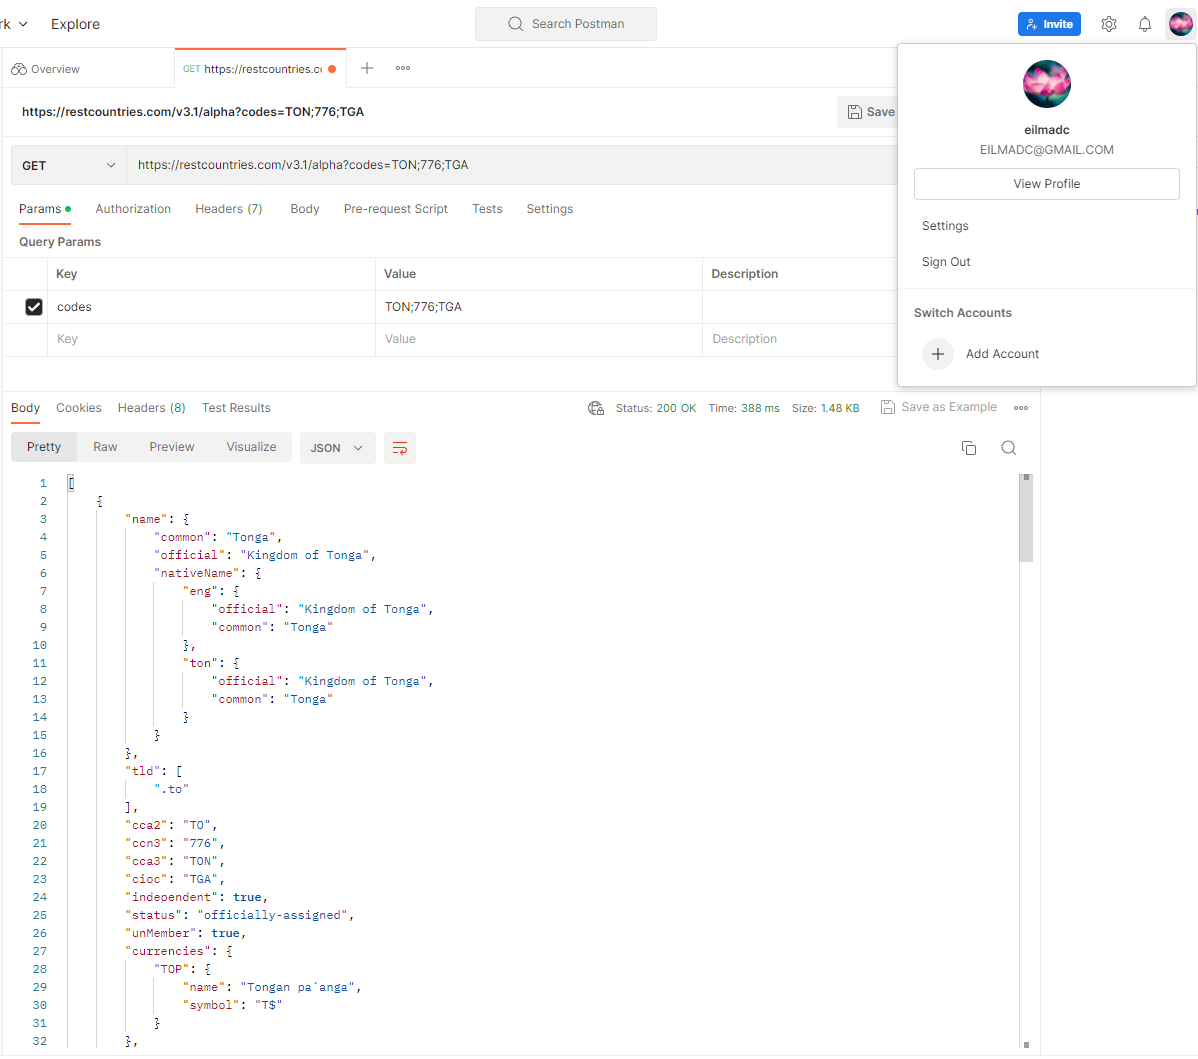 rk Explore Search Postman Invite
Overview GET https://restcountries.cc
https://restcountries.com/v3.1/alpha?codes=TON;776;TGA Save
GET https://restcountries.com/v3.1/alpha?codes=TON;776;TGA
Params Authorization Headers (7) Body Pre-request Script Tests Settings
Query Params
Key Value Description
codes TON;776;TGA
Key Value Description
eilmadc
EILMADC@GMAIL.COM
View Profile
Settings
Sign Out
Switch Accounts
Add Account
Body Cookies Headers (8) Test Results Status: 200 OK Time: 388 ms Size: 1.48 KB Save as Example
Pretty Raw Preview Visualize JSON
1 [
2 {
3 "name": {
4 "common": "Tonga",
5 "official": "Kingdom of Tonga",
6 "nativeName": {
7 "eng": {
8 "official": "Kingdom of Tonga",
9 "common": "Tonga"
10 },
11 "ton": {
12 "official": "Kingdom of Tonga",
13 "common": "Tonga"
14 }
15 }
16 },
17 "tld": [
18 ".to"
19 ],
20 "cca2": "TO",
21 "ccn3": "776",
22 "cca3": "TON",
23 "cioc": "TGA",
24 "independent": true,
25 "status": "officially-assigned",
26 "unMember": true,
27 "currencies": {
28 "TOP": {
29 "name": "Tongan paʻanga",
30 "symbol": "T$"
31 }
32 },